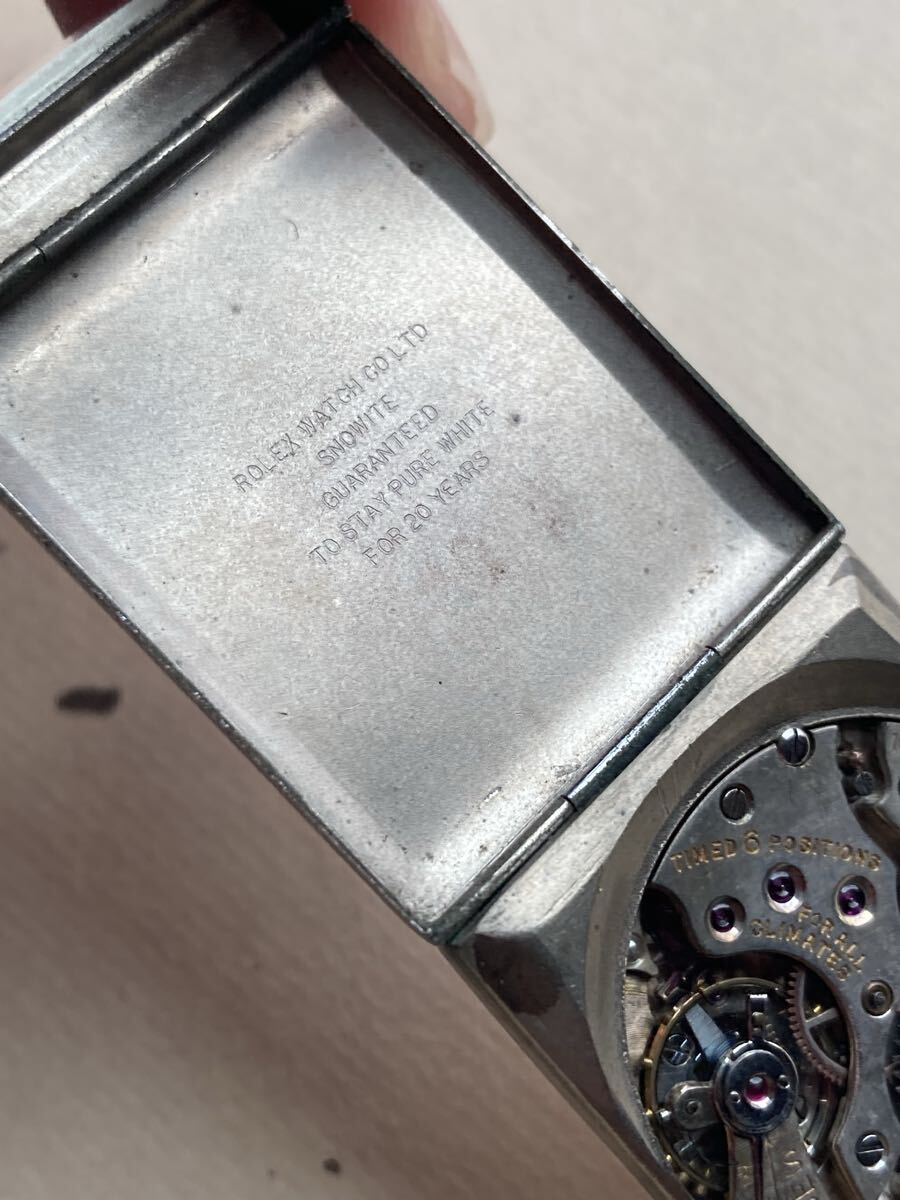 ROLEX WATCH CO LTD
SNOWITE
GUARANTEED
TO STAY PURE WHITE
FOR 20 YEARS
TIMED 6 POSITIONS
FOR ALL
CLIMATES